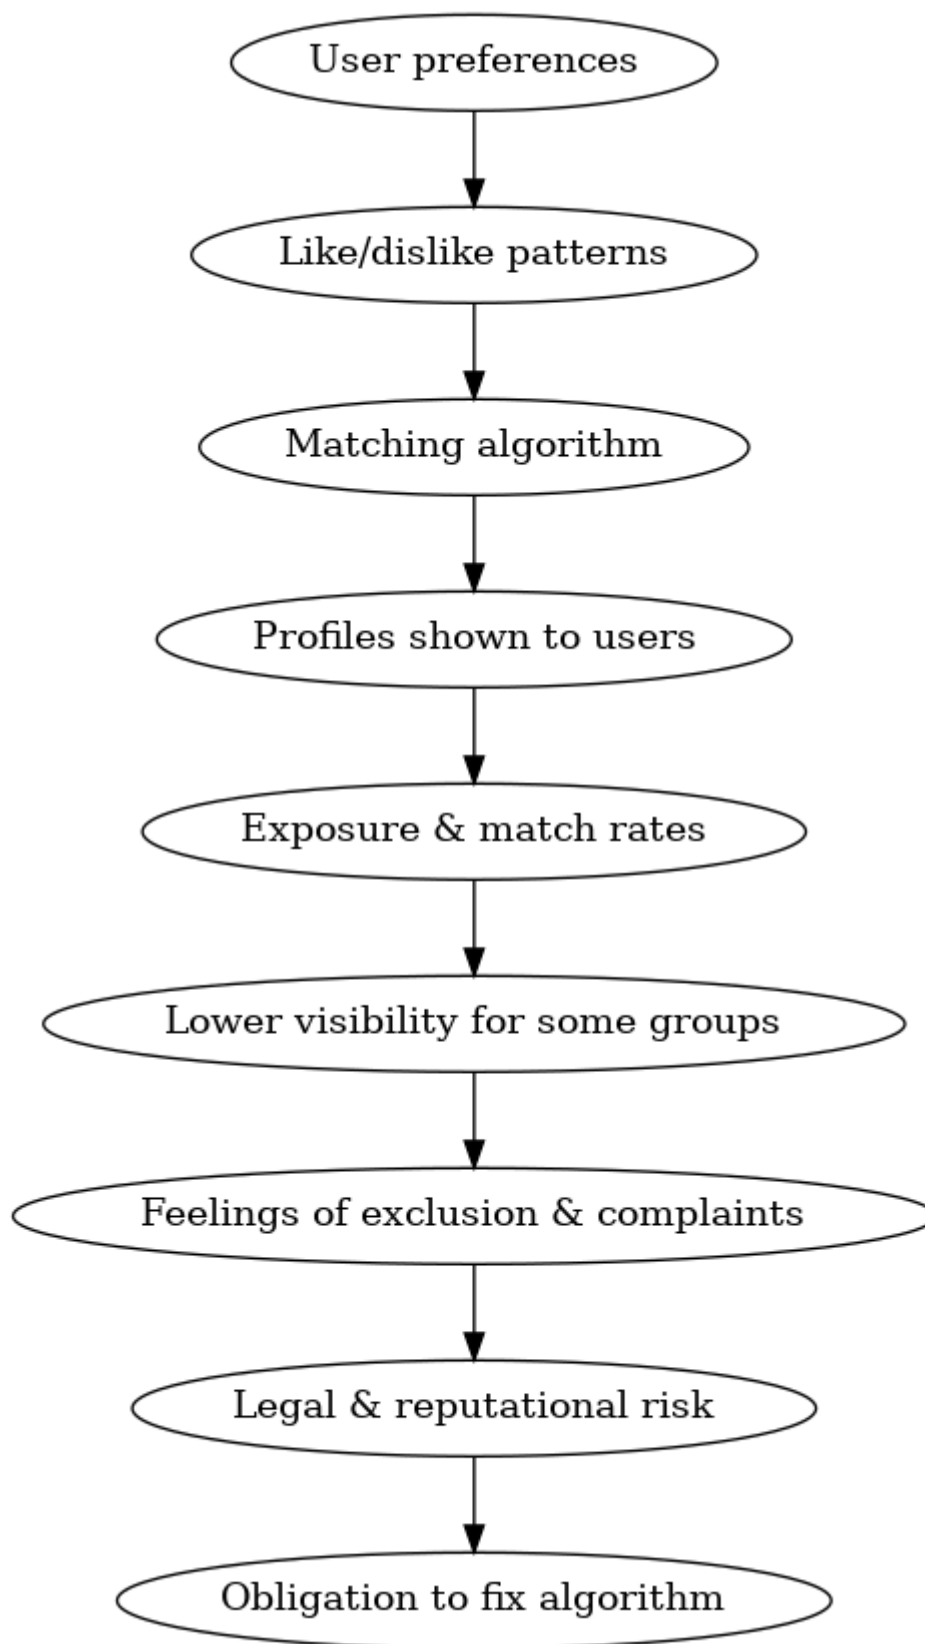 User preferences
Like/dislike patterns
Matching algorithm
Profiles shown to users
Exposure & match rates
Lower visibility for some groups
Feelings of exclusion & complaints
Legal & reputational risk
Obligation to fix algorithm